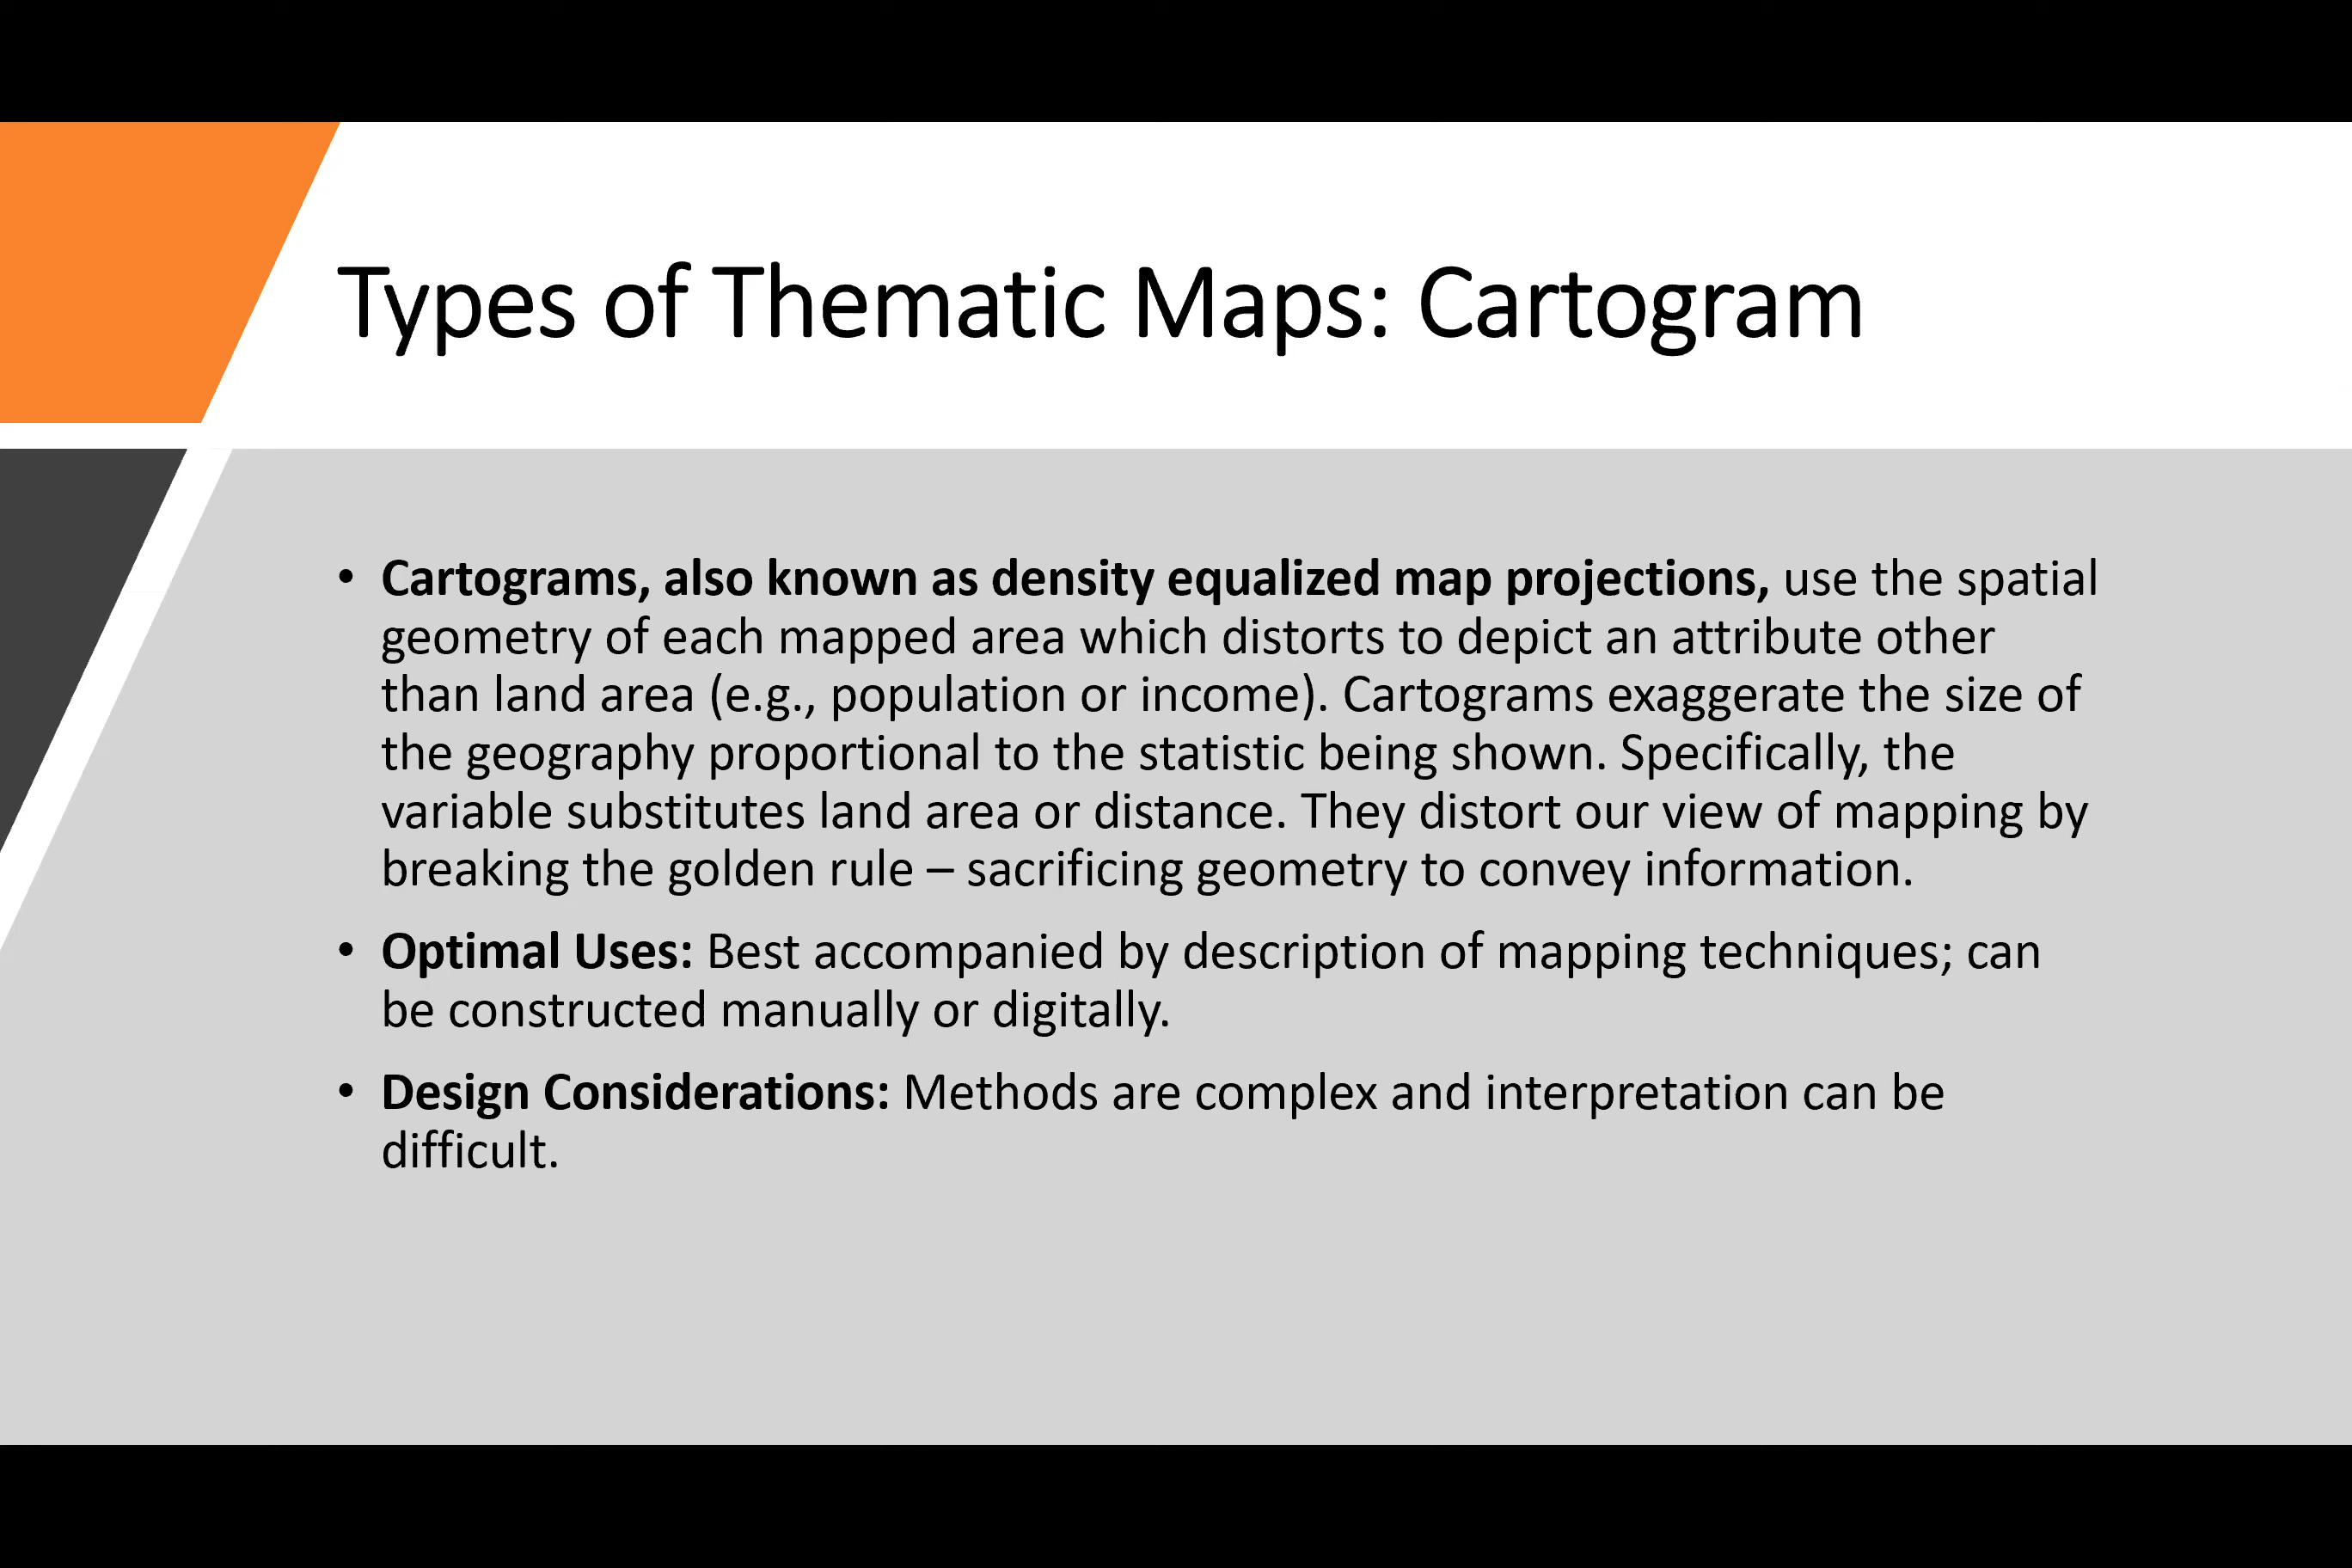 Types of Thematic Maps: Cartogram
• Cartograms, also known as density equalized map projections, use the spatial
geometry of each mapped area which distorts to depict an attribute other
than land area (e.g., population or income). Cartograms exaggerate the size of
the geography proportional to the statistic being shown. Specifically, the
variable substitutes land area or distance. They distort our view of mapping by
breaking the golden rule – sacrificing geometry to convey information.
• Optimal Uses: Best accompanied by description of mapping techniques; can
be constructed manually or digitally.
• Design Considerations: Methods are complex and interpretation can be
difficult.